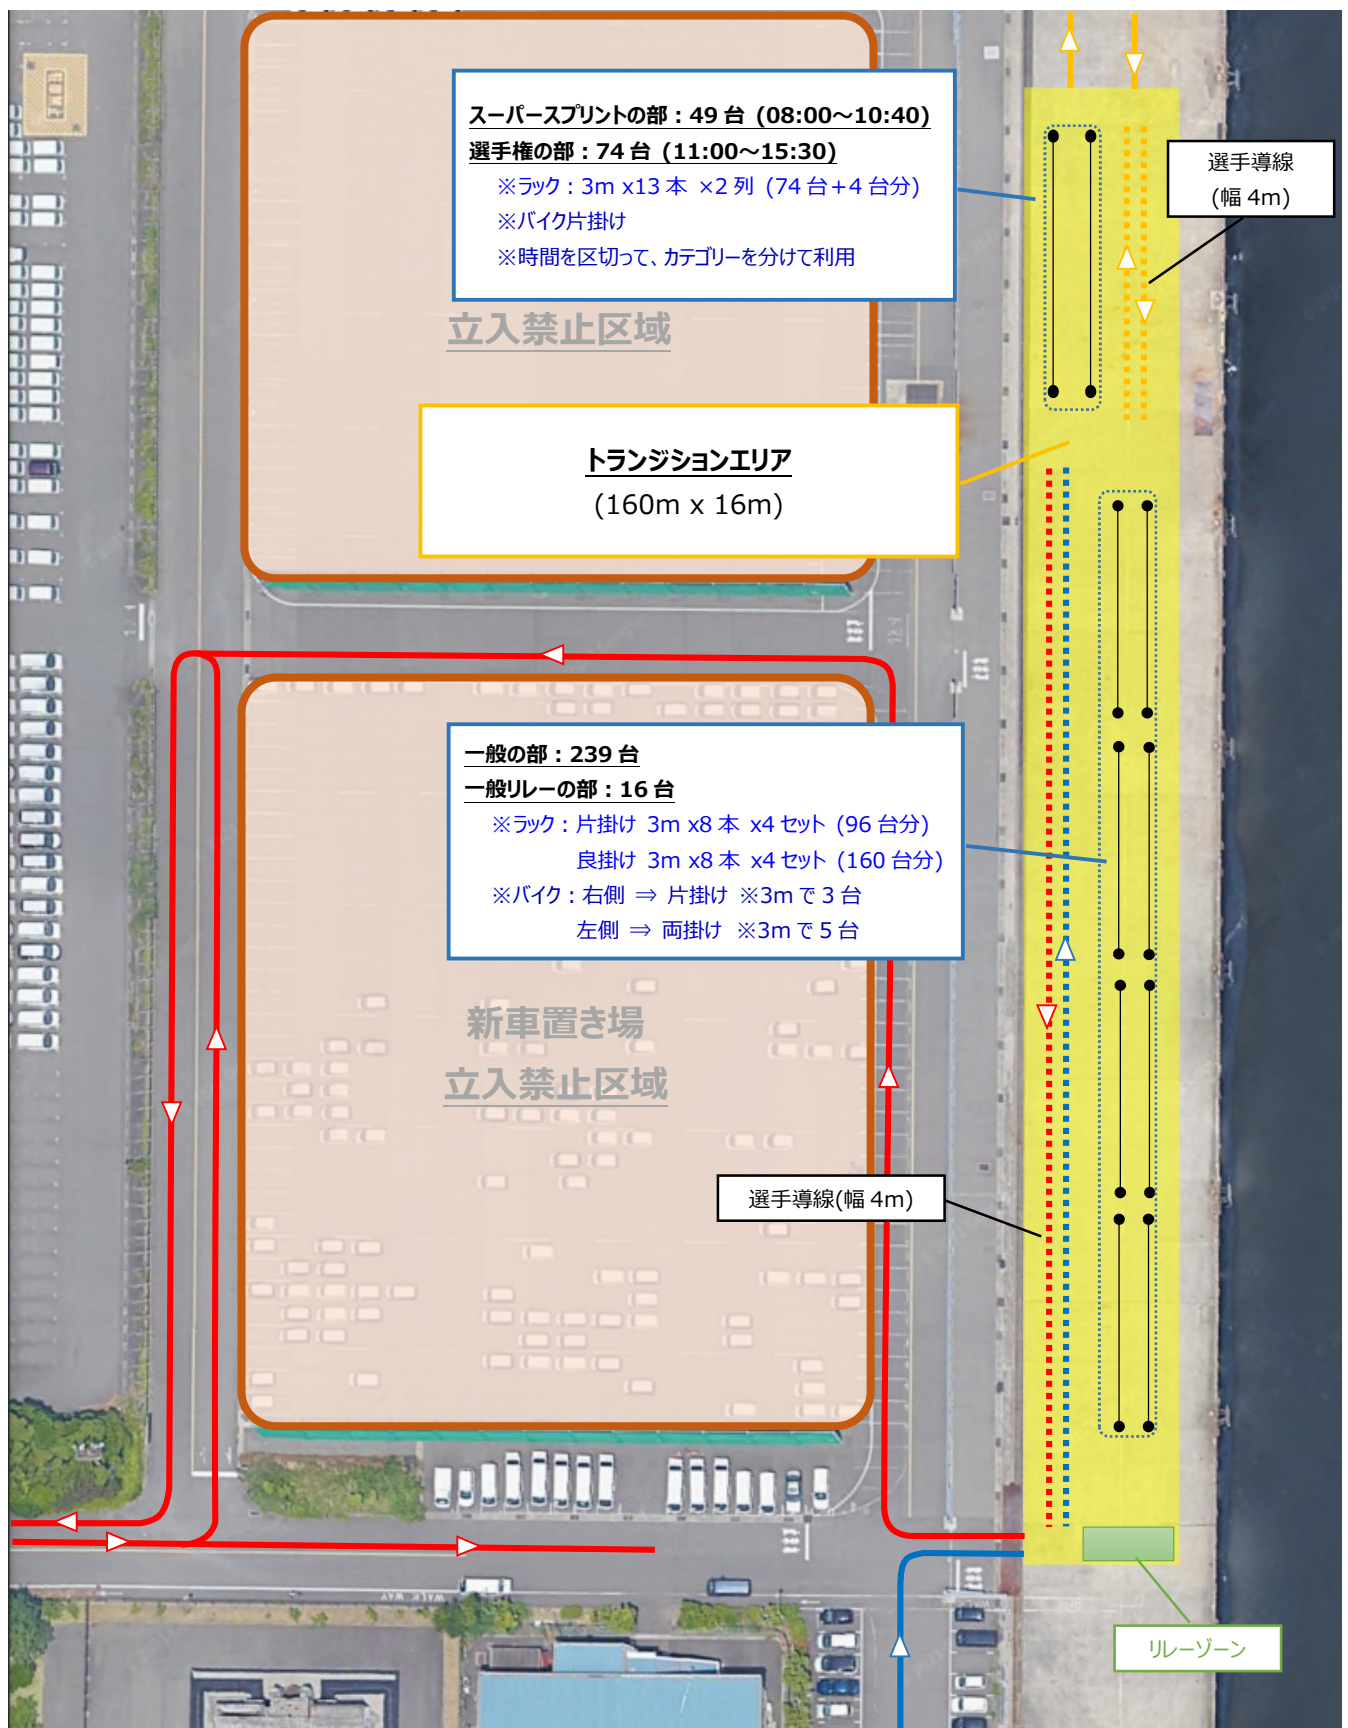 スーパースプリントの部：49 台 (08:00～10:40)
選手権の部：74 台 (11:00～15:30)
※ラック：3m x13 本 ×2 列 (74 台＋4 台分)
※バイク片掛け
※時間を区切って、カテゴリーを分けて利用
選手導線
(幅 4m)
立入禁止区域
トランジションエリア
(160m x 16m)
一般の部：239 台
一般リレーの部：16 台
※ラック：片掛け 3m x8 本 x4 セット (96 台分)
良掛け 3m x8 本 x4 セット (160 台分)
※バイク：右側 ⇒ 片掛け ※3m で 3 台
左側 ⇒ 両掛け ※3m で 5 台
新車置き場
立入禁止区域
選手導線(幅 4m)
WALK WAY
リレーゾーン